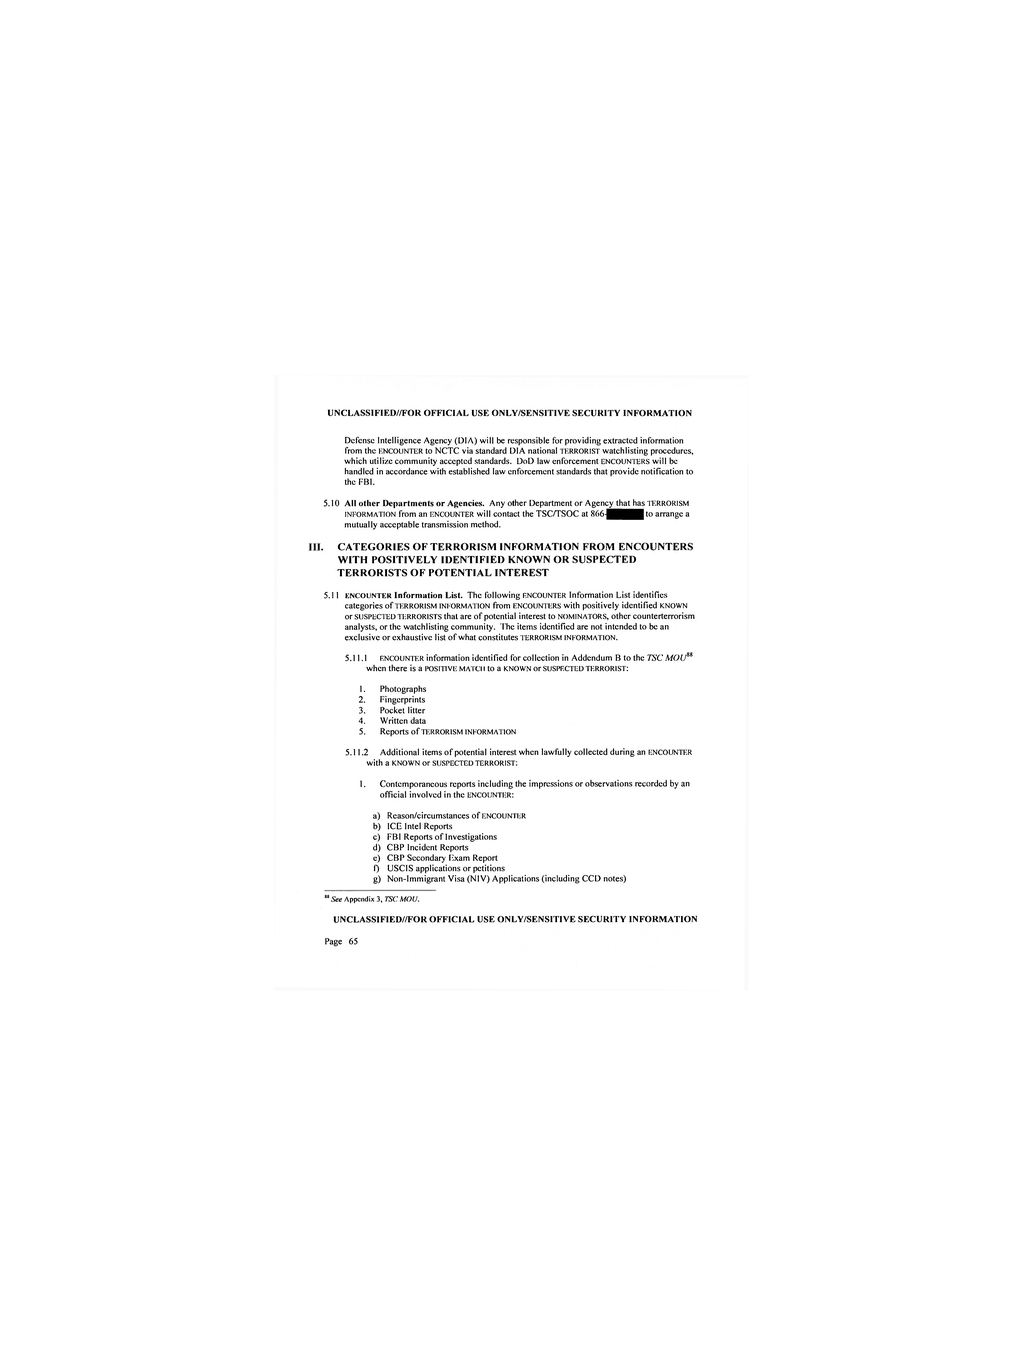 UNCLASSIFIED//FOR OFFICIAL USE ONLY/SENSITIVE SECURITY INFORMATION
Defense Intelligence Agency (DIA) will be responsible for providing extracted information
from the ENCOUNTER to NCTC via standard DIA national TERRORIST watchlisting procedures,
which utilize community accepted standards. DoD law enforcement ENCOUNTERS will be
handled in accordance with established law enforcement standards that provide notification to
the FBI.
5.10 All other Departments or Agencies. Any other Department or Agency that has TERRORISM
INFORMATION from an ENCOUNTER will contact the TSC/TSOC at 866- to arrange a
mutually acceptable transmission method.
III. CATEGORIES OF TERRORISM INFORMATION FROM ENCOUNTERS
WITH POSITIVELY IDENTIFIED KNOWN OR SUSPECTED
TERRORISTS OF POTENTIAL INTEREST
5.11 ENCOUNTER Information List. The following ENCOUNTER Information List identifies
categories of TERRORISM INFORMATION from ENCOUNTERS with positively identified KNOWN
or SUSPECTED TERRORISTS that are of potential interest to NOMINATORS, other counterterrorism
analysts, or the watchlisting community. The items identified are not intended to be an
exclusive or exhaustive list of what constitutes TERRORISM INFORMATION.
5.11.1 ENCOUNTER information identified for collection in Addendum B to the TSC MOU88
when there is a POSITIVE MATCH to a KNOWN or SUSPECTED TERRORIST:
1. Photographs
2. Fingerprints
3. Pocket litter
4. Written data
5. Reports of TERRORISM INFORMATION
5.11.2 Additional items of potential interest when lawfully collected during an ENCOUNTER
with a KNOWN or SUSPECTED TERRORIST:
1. Contemporaneous reports including the impressions or observations recorded by an
official involved in the ENCOUNTER:
a) Reason/circumstances of ENCOUNTER
b) ICE Intel Reports
c) FBI Reports of Investigations
d) CBP Incident Reports
e) CBP Secondary Exam Report
f) USCIS applications or petitions
g) Non-Immigrant Visa (NIV) Applications (including CCD notes)
88 See Appendix 3, TSC MOU.
UNCLASSIFIED//FOR OFFICIAL USE ONLY/SENSITIVE SECURITY INFORMATION
Page 65